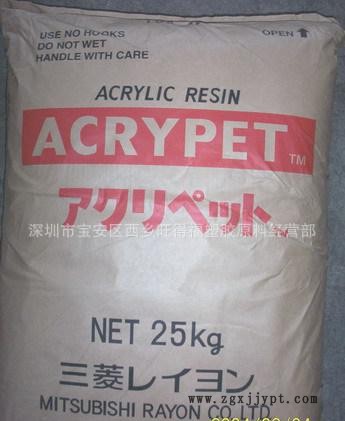 USE NO HOOKS
DO NOT WET
HANDLE WITH CARE
OPEN
ACRYLIC RESIN
ACRYPET TM
アクリペット
深圳市宝安区西乡旺得福塑胶原料经营部
NET 25kg
三菱レイヨン
MITSUBISHI RAYON CO.LTD.
www.zgxjjypt.com